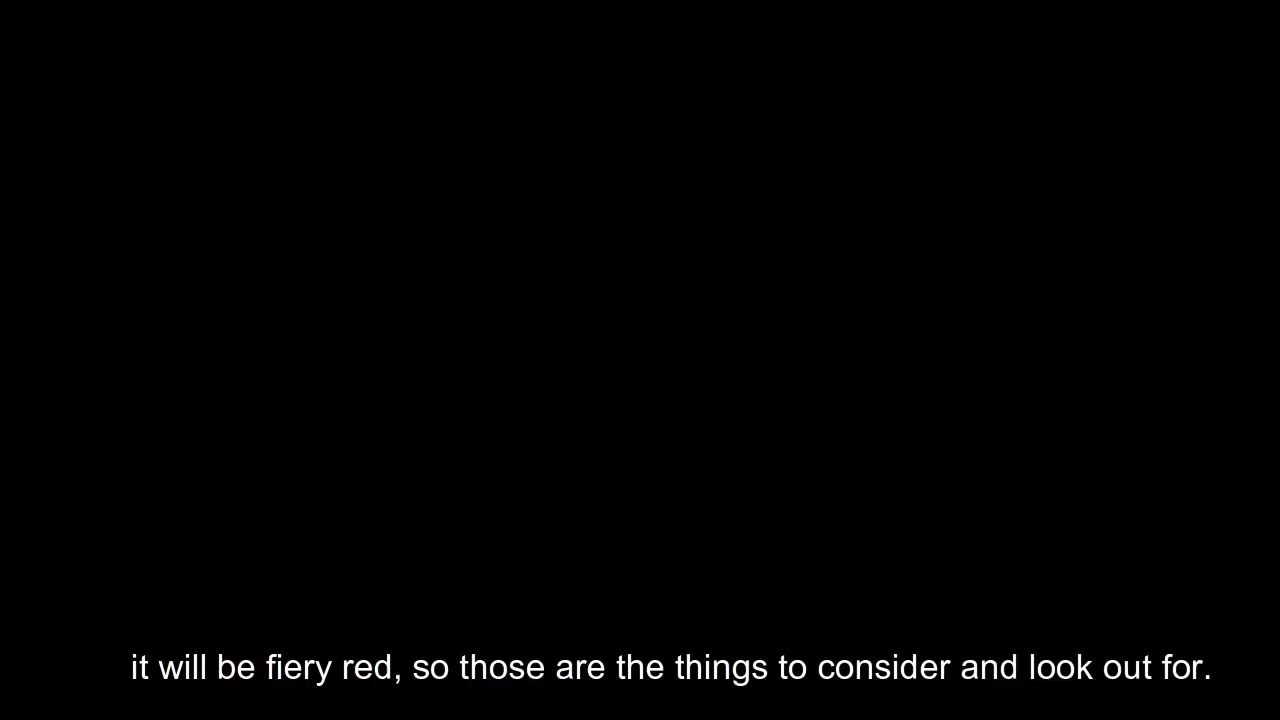 it will be fiery red, so those are the things to consider and look out for.